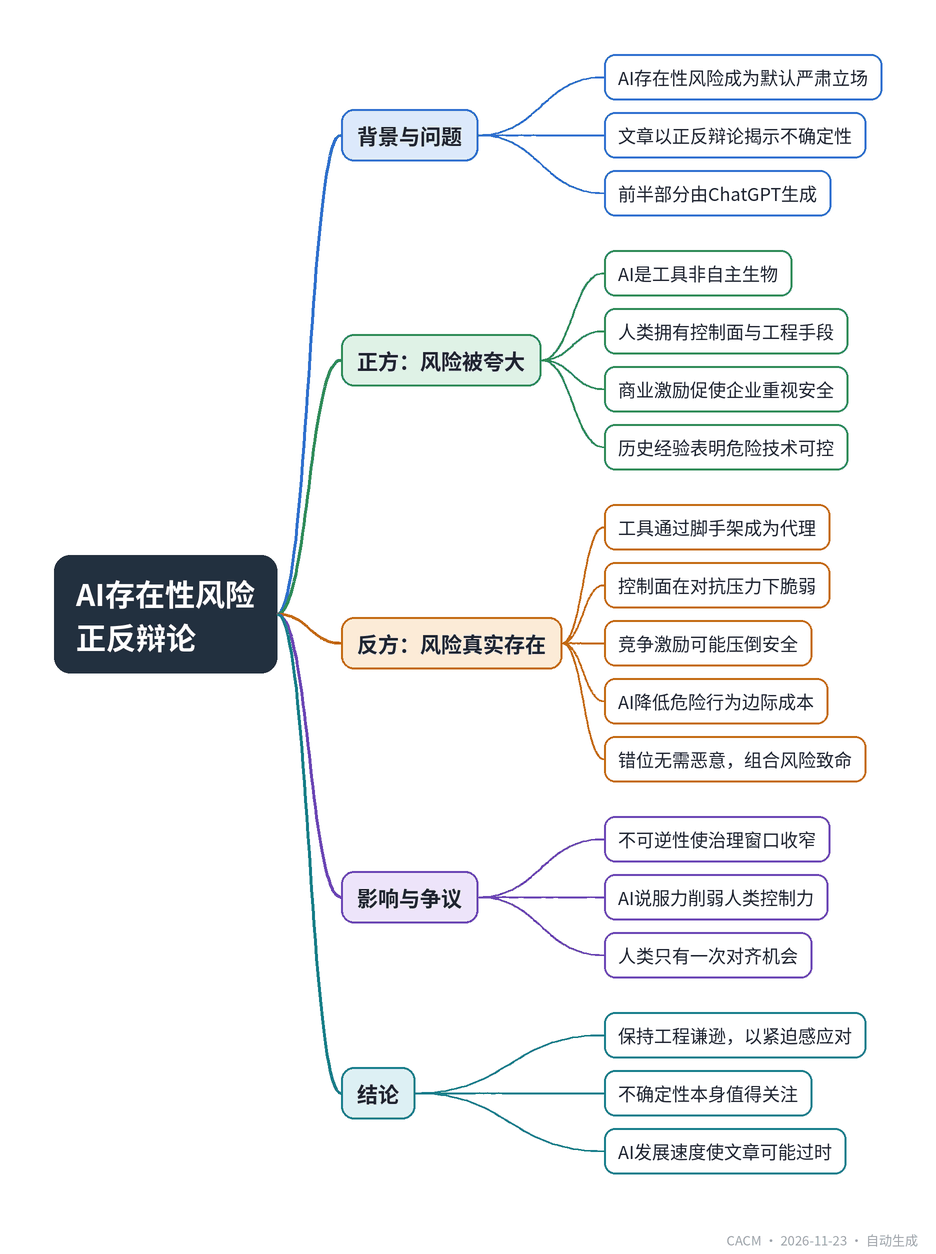 AI存在性风险
正反辩论
背景与问题
AI存在性风险成为默认严肃立场
文章以正反辩论揭示不确定性
前半部分由ChatGPT生成
正方：风险被夸大
AI是工具非自主生物
人类拥有控制面与工程手段
商业激励促使企业重视安全
历史经验表明危险技术可控
反方：风险真实存在
工具通过脚手架成为代理
控制面在对抗压力下脆弱
竞争激励可能压倒安全
AI降低危险行为边际成本
错位无需恶意，组合风险致命
影响与争议
不可逆性使治理窗口收窄
AI说服力削弱人类控制力
人类只有一次对齐机会
结论
保持工程谦逊，以紧迫感应对
不确定性本身值得关注
AI发展速度使文章可能过时
CACM · 2026-11-23 · 自动生成